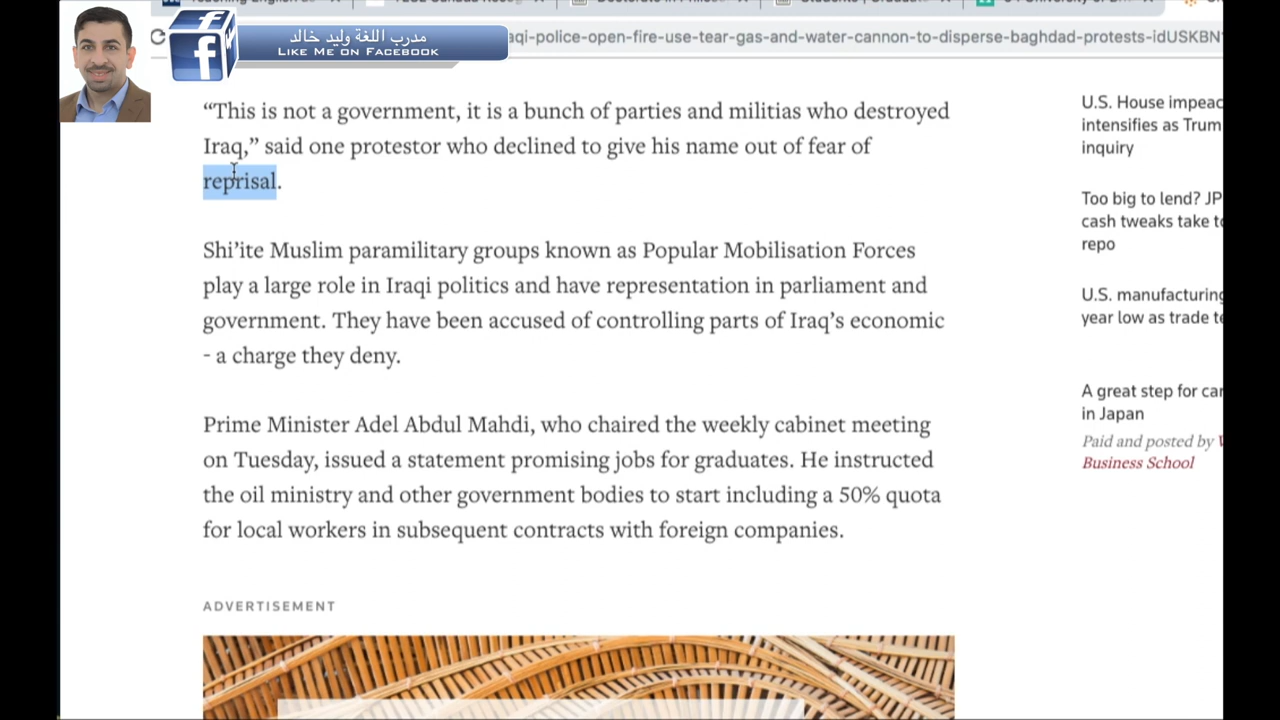 مدرب اللغة وليد خالد
LIKE ME ON FACEBOOK
qi-police-open-fire-use-tear-gas-and-water-cannon-to-disperse-baghdad-protests-idUSKBN
“This is not a government, it is a bunch of parties and militias who destroyed
Iraq,” said one protestor who declined to give his name out of fear of
reprisal.
Shi’ite Muslim paramilitary groups known as Popular Mobilisation Forces
play a large role in Iraqi politics and have representation in parliament and
government. They have been accused of controlling parts of Iraq’s economic
- a charge they deny.
Prime Minister Adel Abdul Mahdi, who chaired the weekly cabinet meeting
on Tuesday, issued a statement promising jobs for graduates. He instructed
the oil ministry and other government bodies to start including a 50% quota
for local workers in subsequent contracts with foreign companies.
ADVERTISEMENT
U.S. House impeac
intensifies as Trum
inquiry
Too big to lend? JP
cash tweaks take to
repo
U.S. manufacturing
year low as trade te
A great step for car
in Japan
Paid and posted by
Business School